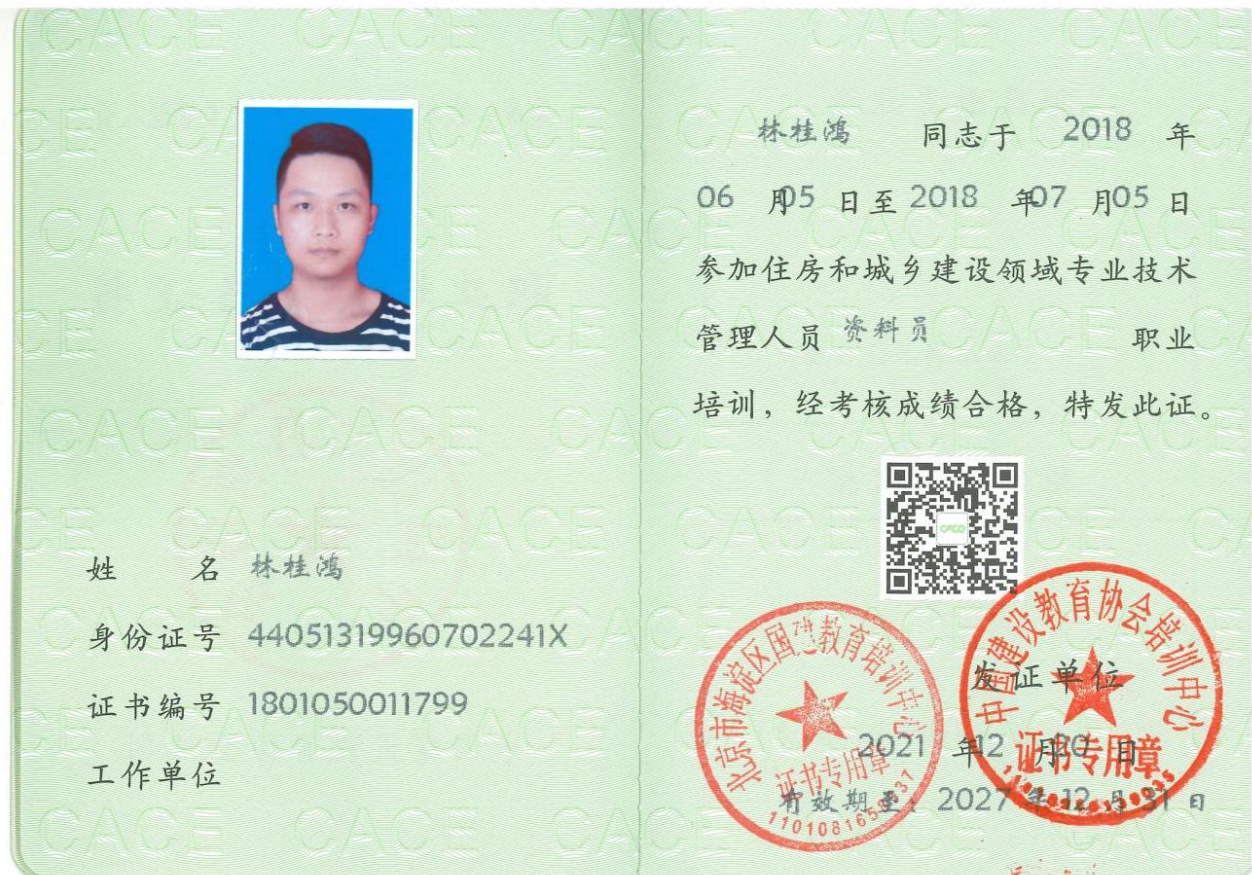 姓 名 林桂鸿
身份证号 44051319960702241X
证书编号 1801050011799
工作单位
林桂鸿 同志于 2018 年
06 月05 日至 2018 年07 月05 日
参加住房和城乡建设领域专业技术
管理人员 资料员 职业
培训，经考核成绩合格，特发此证。
北京市海淀区国建教育培训中心
证书专用章
中国建设教育协会培训中心
证书专用章
发证单位
2021 年12 月20 日
有效期至：2027 年12 月31 日
CACE